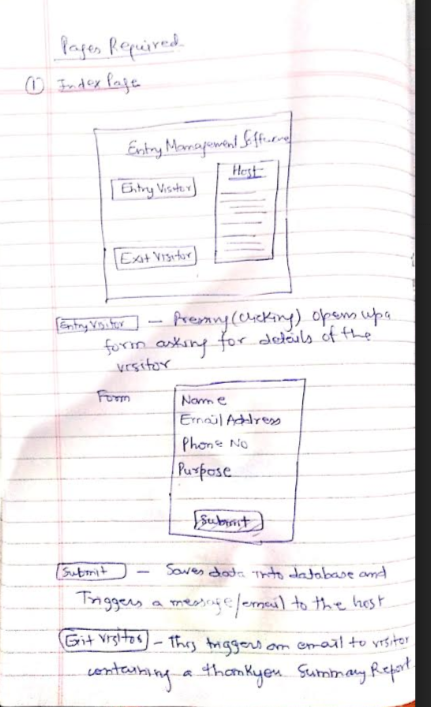 Pages Required
① Index Page
Entry Management Software
Entry Visitor
Host
Exit Visitor
Entry Visitor — Pressing (clicking) opens up a
form asking for details of the
visitor
Form
Name
Email Address
Phone No
Purpose
Submit
Submit — Saves data into database and
Triggers a message/email to the host
Exit visitor — This triggers an email to visitor
containing a thankyou Summary Report